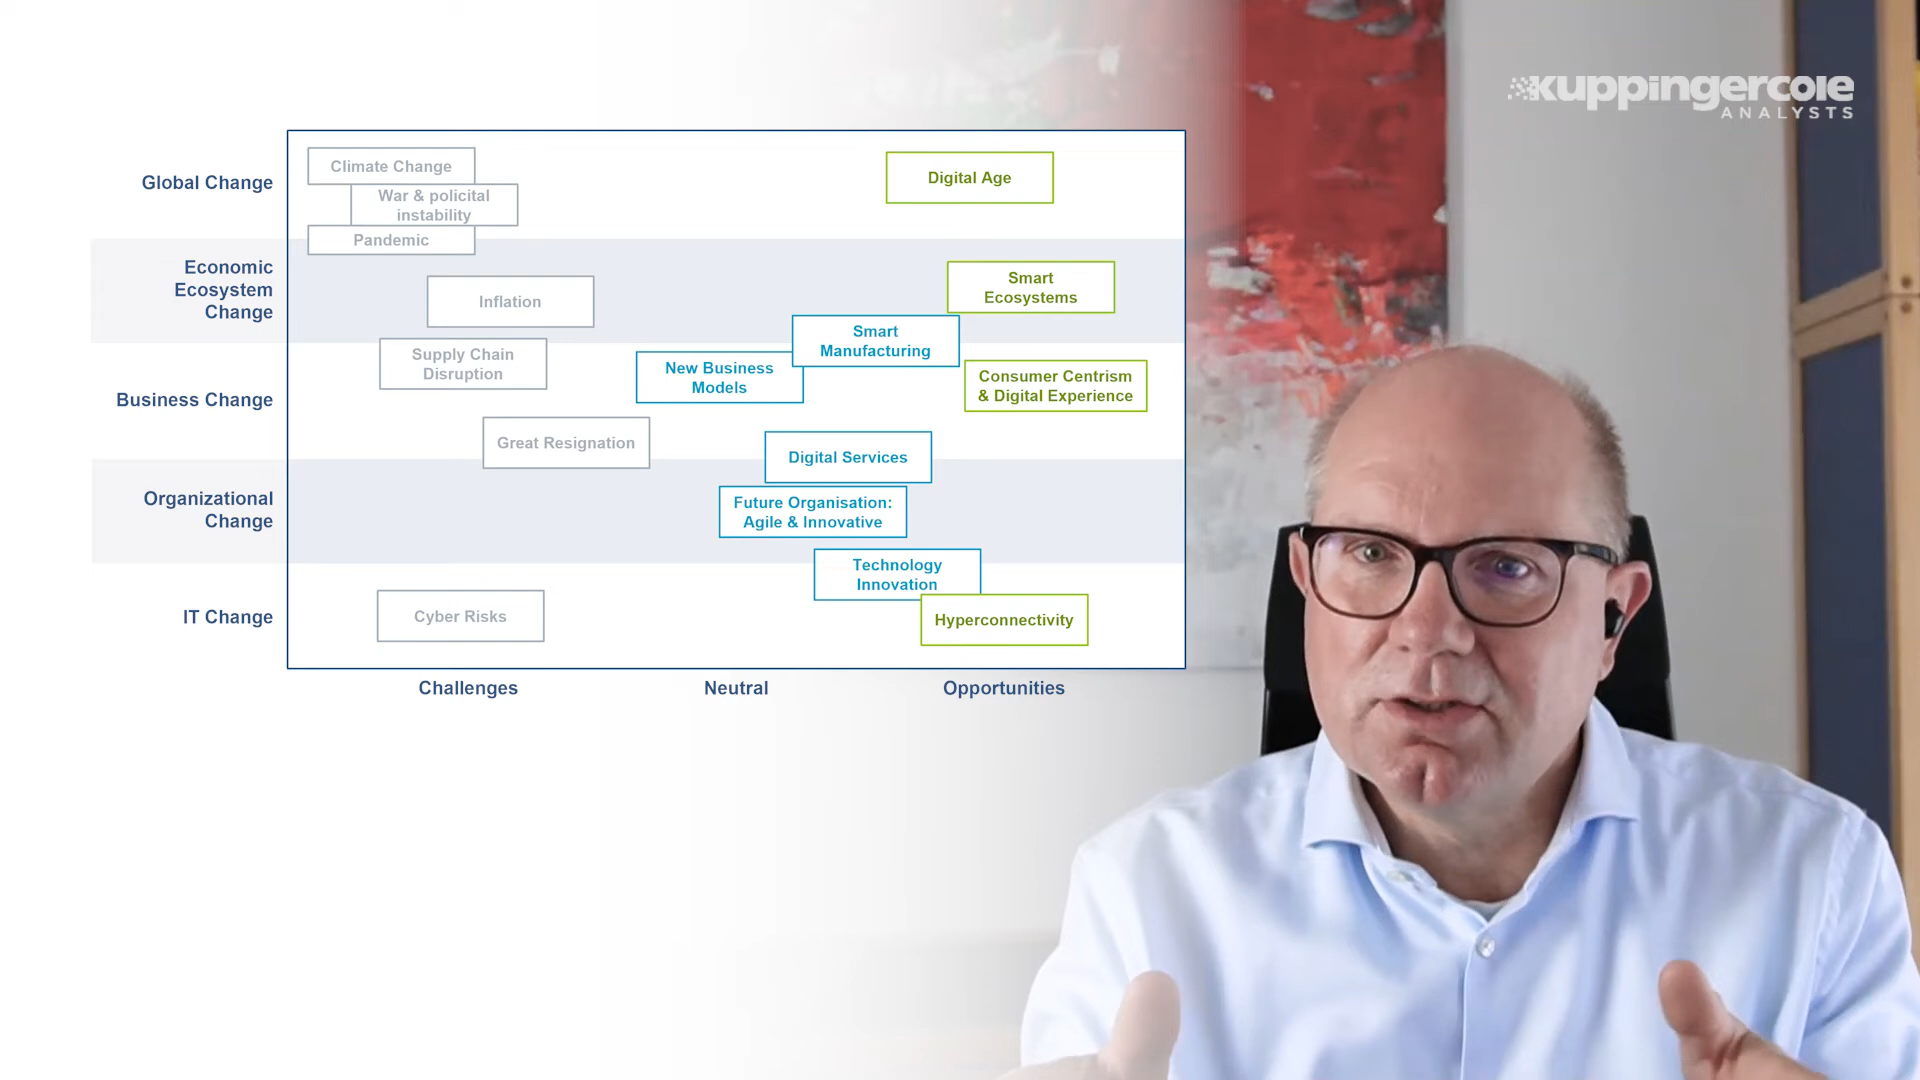 kuppingercole
ANALYSTS
Global Change
Climate Change
War & policital
instability
Pandemic
Digital Age
Economic
Ecosystem
Change
Inflation
Smart
Ecosystems
Smart
Manufacturing
Business Change
Supply Chain
Disruption
New Business
Models
Consumer Centrism
& Digital Experience
Great Resignation
Digital Services
Organizational
Change
Future Organisation:
Agile & Innovative
Technology
Innovation
IT Change
Cyber Risks
Hyperconnectivity
Challenges
Neutral
Opportunities